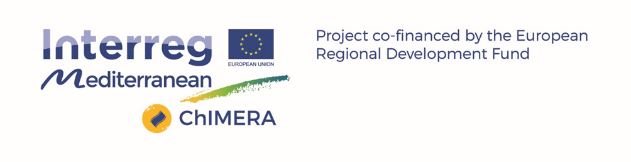 Interreg
EUROPEAN UNION
Mediterranean
ChIMERA
Project co-financed by the European
Regional Development Fund